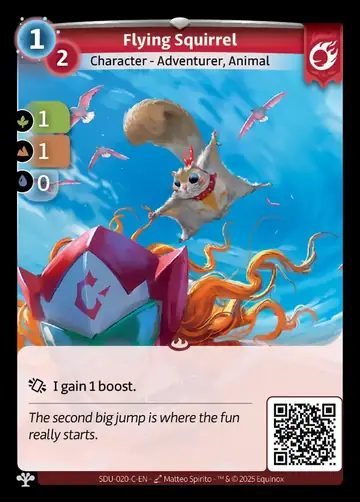 1
Flying Squirrel
2
Character - Adventurer, Animal
1
1
0
I gain 1 boost.
The second big jump is where the fun
really starts.
SDU-020-C-EN - Matteo Spirito - ™ & © 2025 Equinox